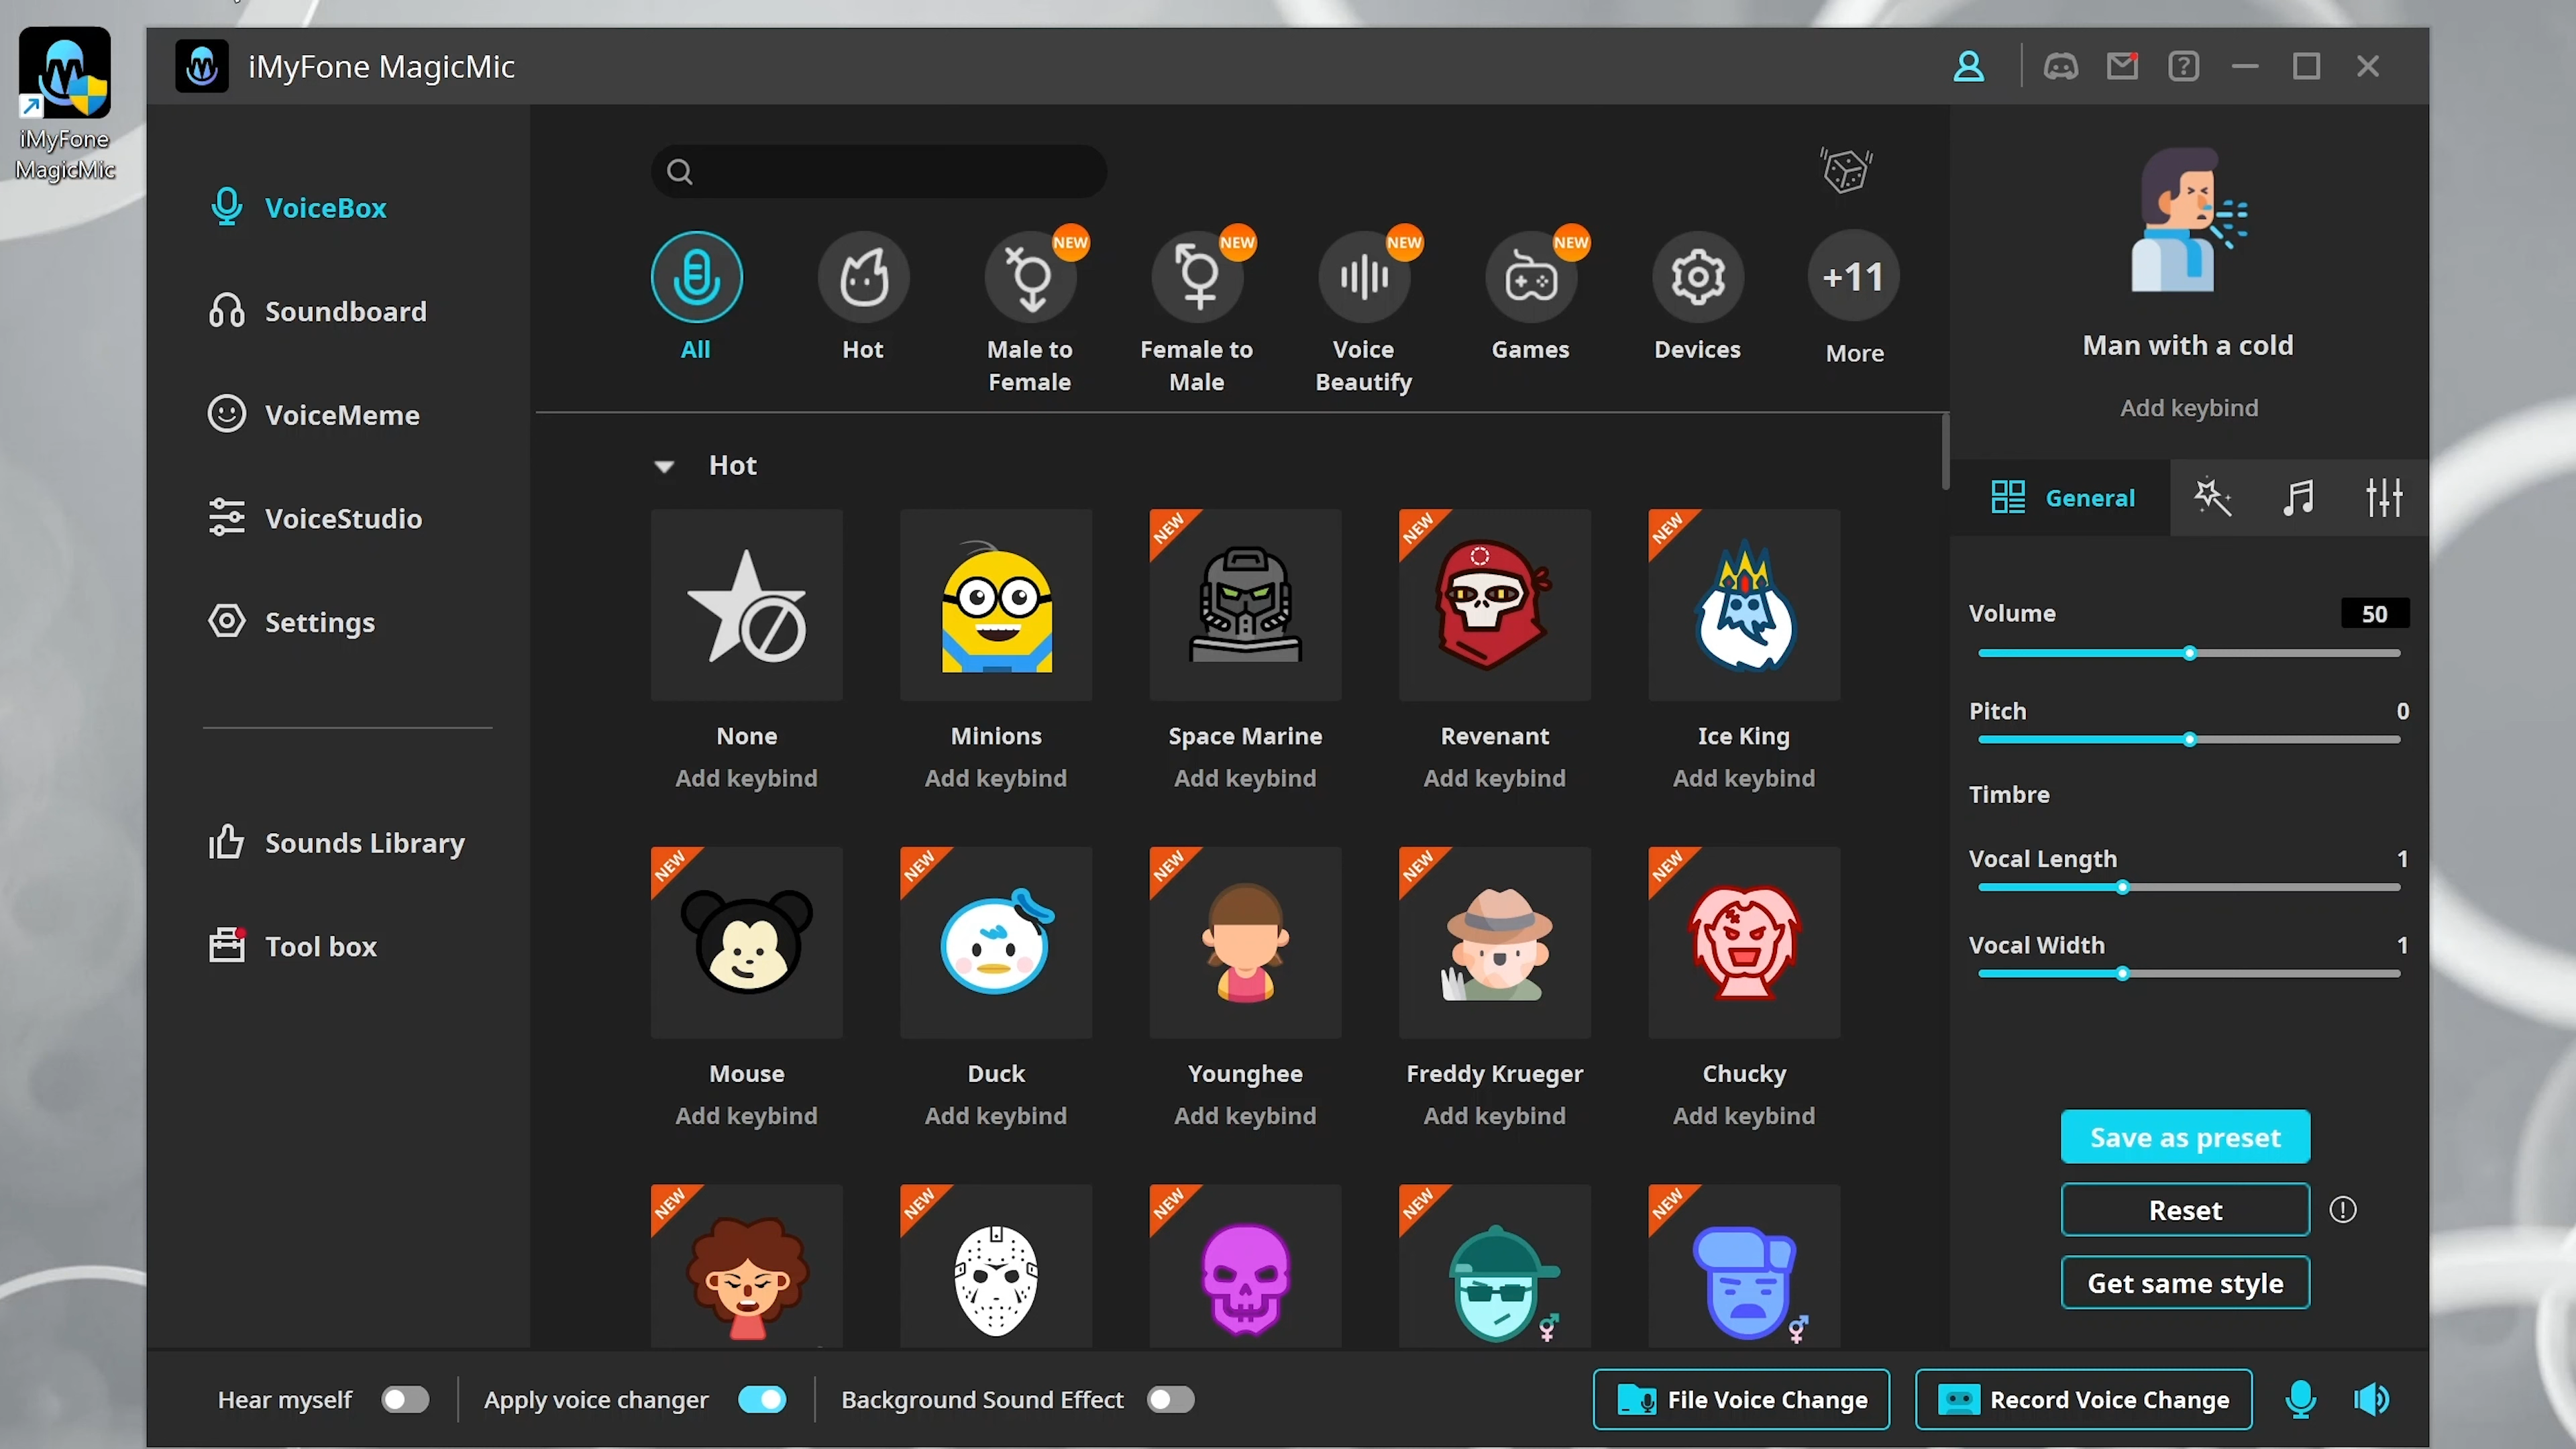 iMyFone
MagicMic
iMyFone MagicMic
VoiceBox
Soundboard
VoiceMeme
VoiceStudio
Settings
Sounds Library
Tool box
NEW
NEW
NEW
NEW
+11
All
Hot
Male to
Female
Female to
Male
Voice
Beautify
Games
Devices
More
Hot
NEW
NEW
NEW
None
Minions
Space Marine
Revenant
Ice King
Add keybind
Add keybind
Add keybind
Add keybind
Add keybind
NEW
NEW
NEW
NEW
NEW
Mouse
Duck
Younghee
Freddy Krueger
Chucky
Add keybind
Add keybind
Add keybind
Add keybind
Add keybind
NEW
NEW
NEW
NEW
NEW
Man with a cold
Add keybind
General
Volume
50
Pitch
0
Timbre
Vocal Length
1
Vocal Width
1
Save as preset
Reset
Get same style
Hear myself
Apply voice changer
Background Sound Effect
File Voice Change
Record Voice Change